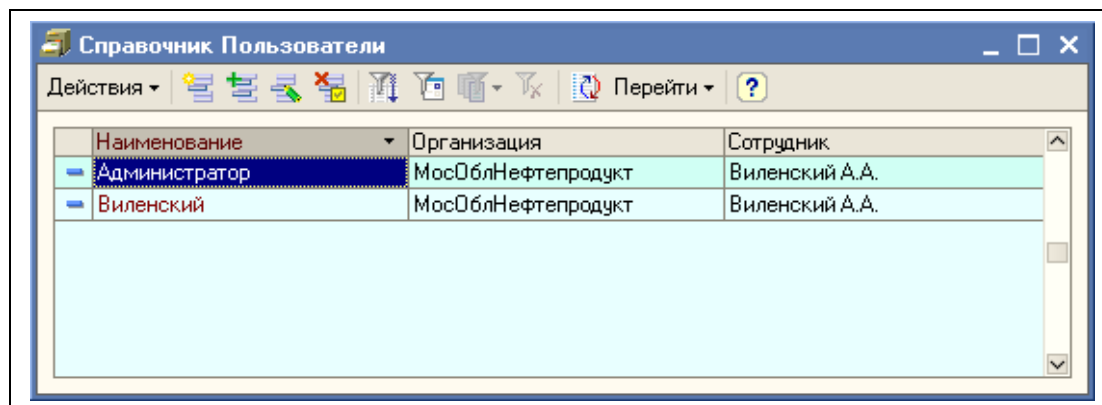 Справочник Пользователи
Действия Перейти ?
Наименование Организация Сотрудник
Администратор МосОблНефтепродукт Виленский А.А.
Виленский МосОблНефтепродукт Виленский А.А.